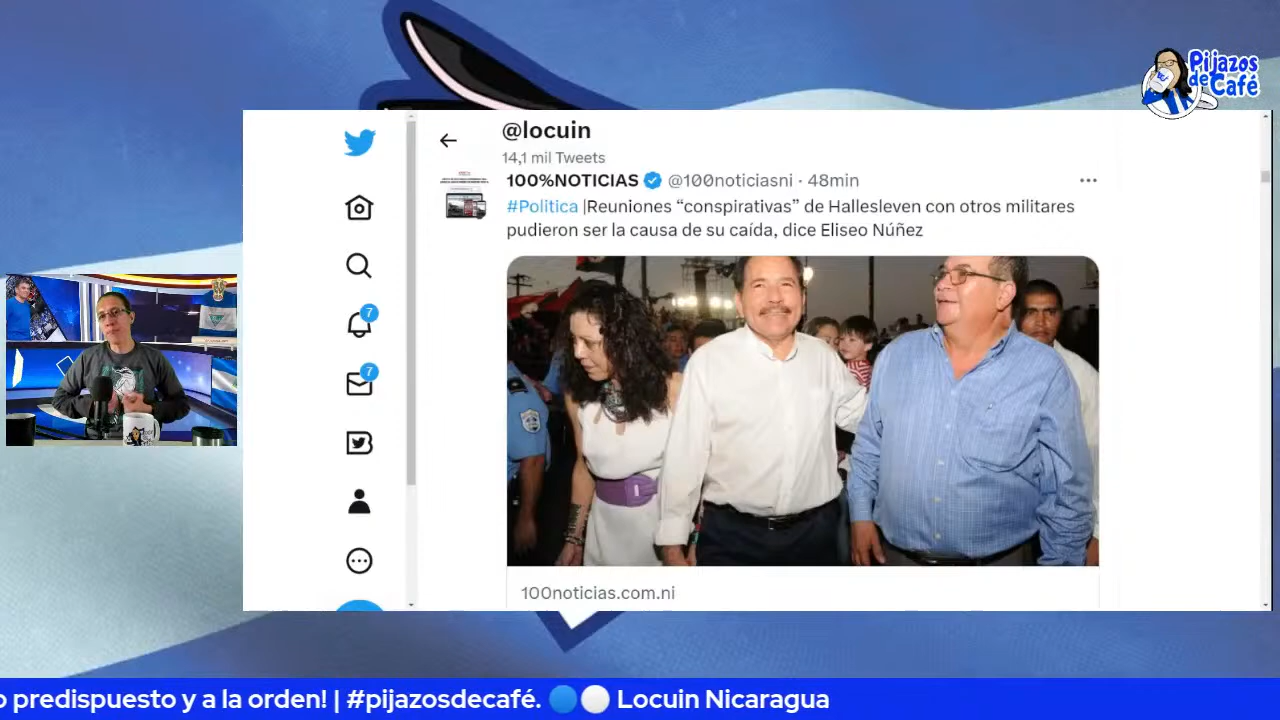 Pijazos
de Café
@locuin
14,1 mil Tweets
100%NOTICIAS @100noticiasni · 48min
#Politica |Reuniones “conspirativas” de Hallesleven con otros militares
pudieron ser la causa de su caída, dice Eliseo Núñez
7
7
100noticias.com.ni
o predispuesto y a la orden! | #pijazosdecafé. 🔵⚪ Locuin Nicaragua